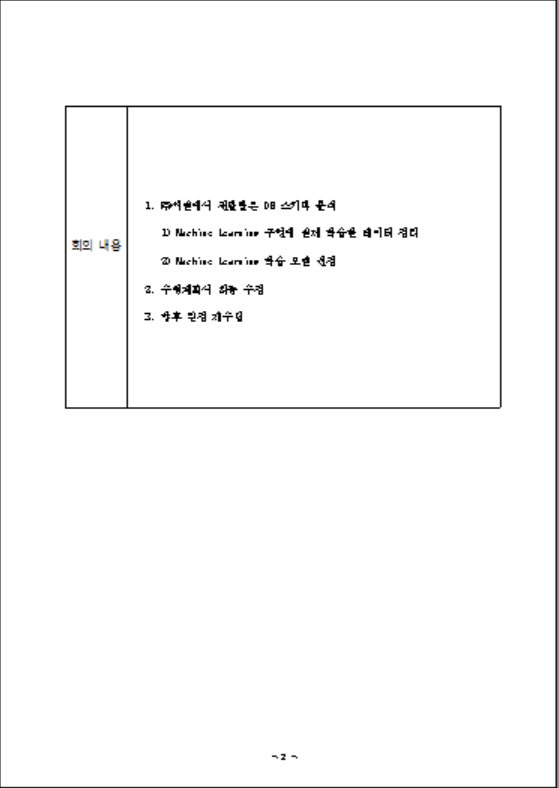 회의 내용
1. 전달받은 DB 스키마 분석
1) Machine Learning 구현에 학습할 데이터 정리
2) Machine Learning 학습 모델 선정
2. 수행계획서 최종 수정
3. 향후 일정 재수립
- 2 -